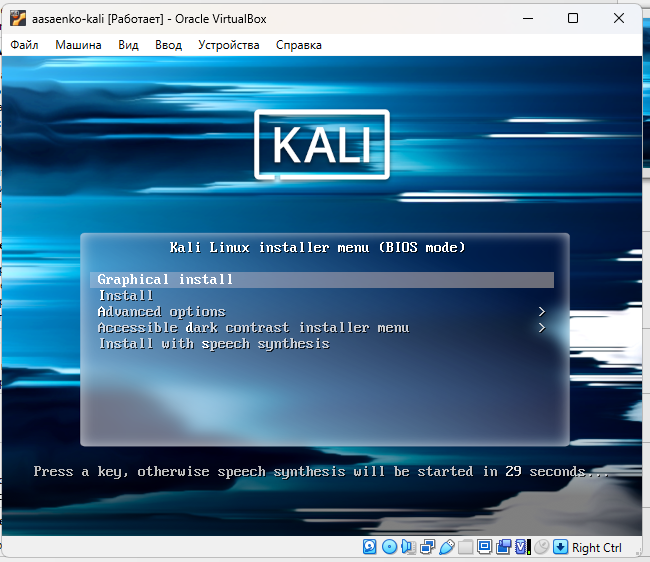 aasaenko-kali [Работает] - Oracle VirtualBox
Файл Машина Вид Ввод Устройства Справка
KALI
Kali Linux installer menu (BIOS mode)
Graphical install
Install
Advanced options >
Accessible dark contrast installer menu >
Install with speech synthesis
Press a key, otherwise speech synthesis will be started in 29 seconds...
Right Ctrl